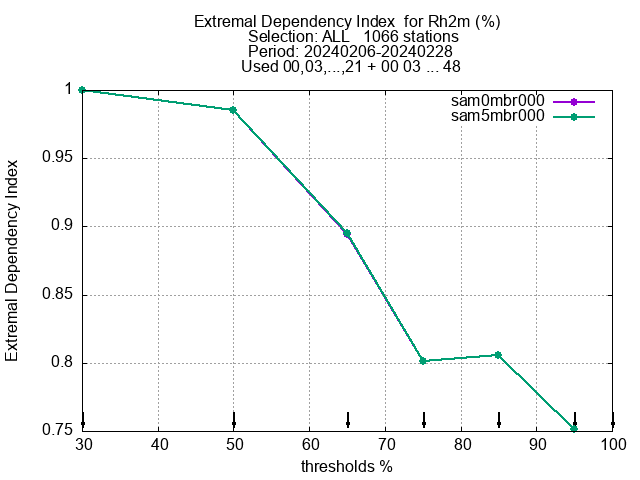 Extremal Dependency Index  for Rh2m (%)
Selection: ALL   1066 stations
Period: 20240206-20240228
Used 00,03,...,21 + 00 03 ... 48
sam0mbr000
sam5mbr000
Extremal Dependency Index
1
0.95
0.9
0.85
0.8
0.75
30 40 50 60 70 80 90 100
thresholds %